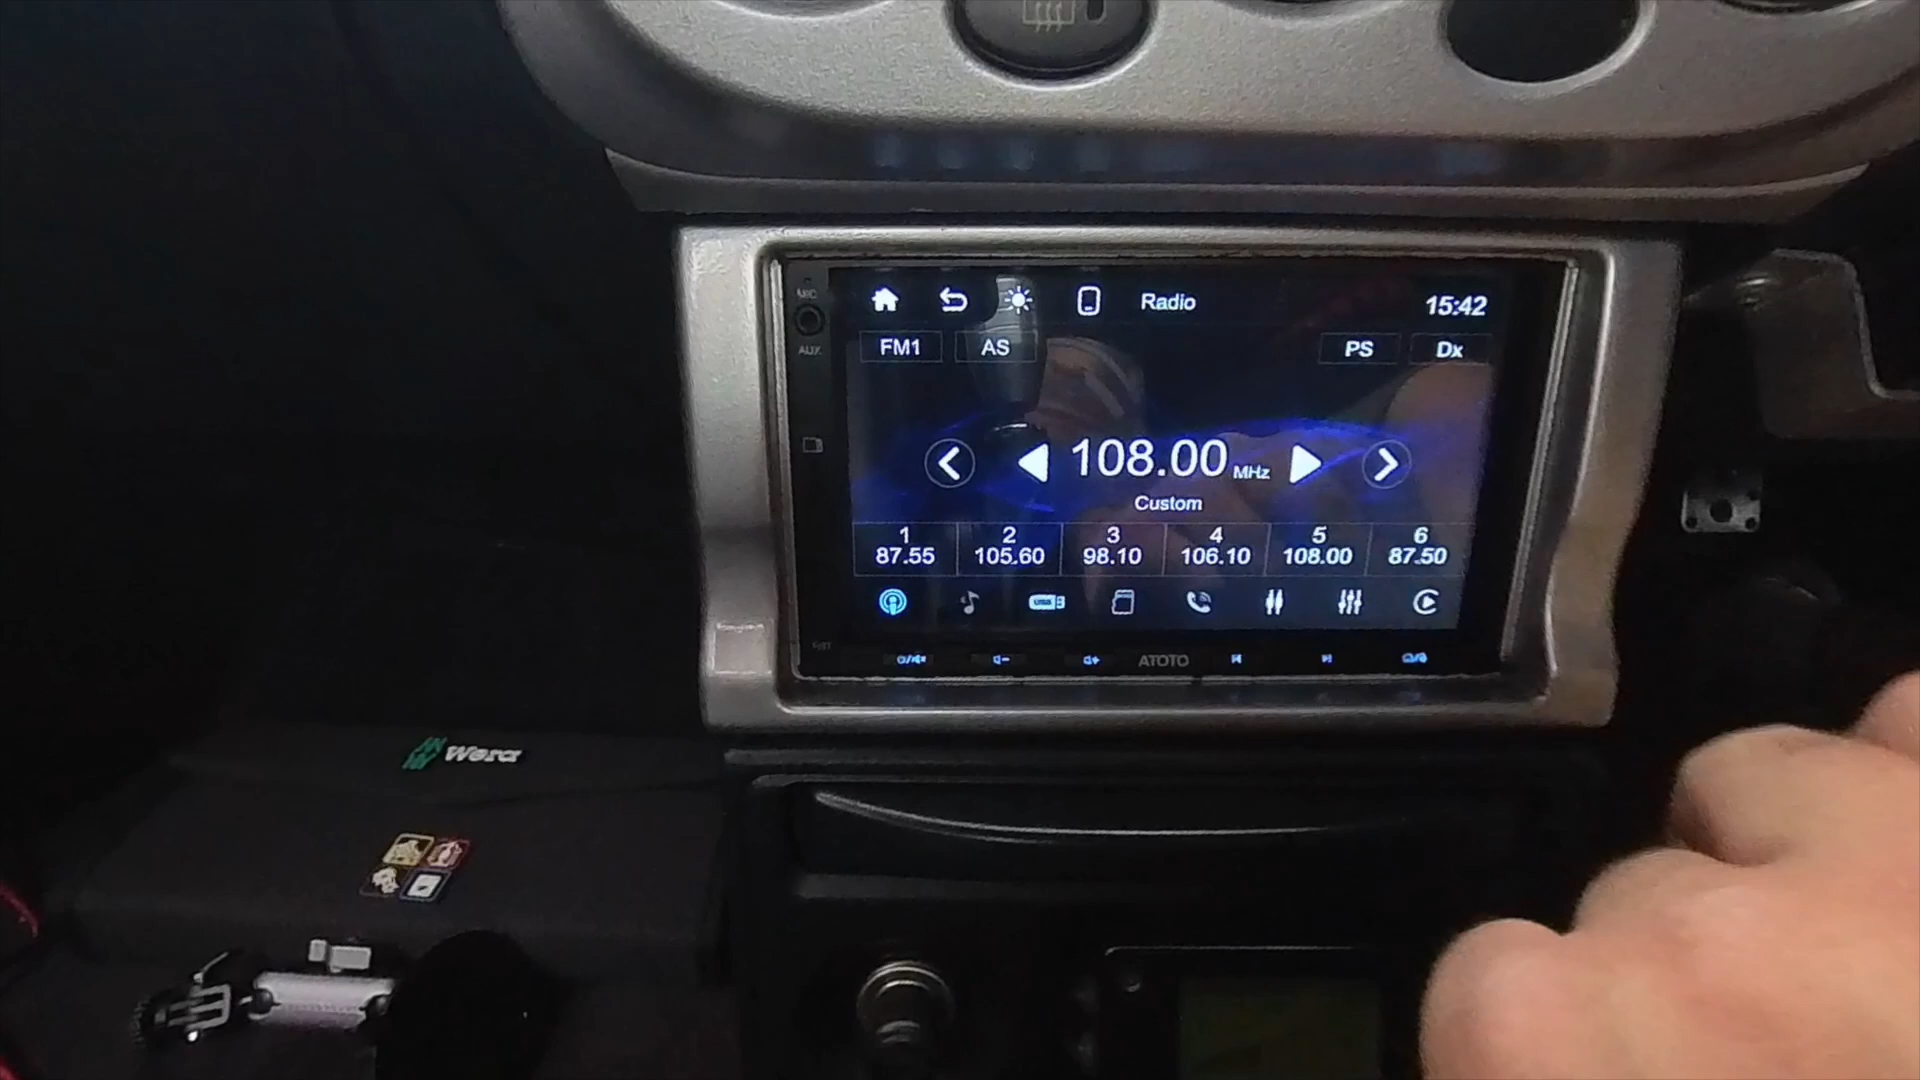 MIC
Radio
15:42
AUX
FM1
AS
PS
Dx
108.00 MHz
Custom
1
2
3
4
5
6
87.55
105.60
98.10
106.10
108.00
87.50
ATOTO
Wera